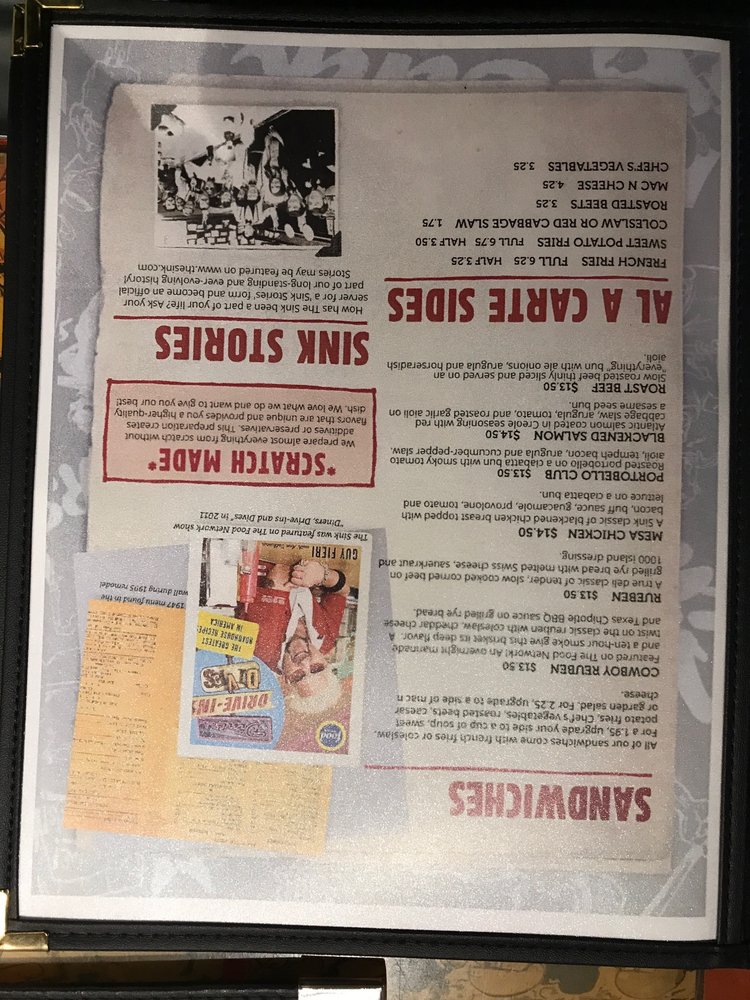 SANDWICHES
All of our sandwiches come with french fries or coleslaw.
For a 1.95, upgrade your side to a cup of soup, sweet
potato fries, Chef's vegetables, roasted beets, caesar
or garden salad. For 2.25, upgrade to a side of mac n
cheese.
COWBOY REUBEN $13.50
Featured on The Food Network! An overnight marinade
and a ten-hour smoke give this brisket its deep flavor. A
twist on the classic reuben with coleslaw, cheddar cheese
and Texas Chipotle BBQ sauce on grilled rye bread.
RUEBEN $13.50
A true deli classic of tender, slow cooked corned beef on
grilled rye bread with melted Swiss cheese, sauerkraut and
1000 island dressing.
MESA CHICKEN $14.50
A Sink classic of blackened chicken breast topped with
bacon, buff sauce, guacamole, provolone, tomato and
lettuce on a ciabatta bun.
PORTOBELLO CLUB $13.50
Roasted portobello on a ciabatta bun with smoky tomato
aioli, tempeh bacon, arugula and cucumber-pepper slaw.
BLACKENED SALMON $14.50
Atlantic salmon coated in Creole seasoning with red
cabbage slaw, arugula, tomato, and roasted garlic aioli on
a sesame seed bun.
ROAST BEEF $13.50
Slow roasted beef thinly sliced and served on an
"everything" bun with ale onions, arugula and horseradish
aioli.
AL A CARTE SIDES
FRENCH FRIES FULL 6.25 HALF 3.25
SWEET POTATO FRIES FULL 6.75 HALF 3.50
COLESLAW OR RED CABBAGE SLAW 1.75
ROASTED BEETS 3.25
MAC N CHEESE 4.25
CHEF'S VEGETABLES 3.25
food
DRIVE-INS
DIVES
THE GREATEST
ROADHOUSE RECIPES
IN AMERICA
GUY FIERI
1947 menu found in the
wall during 1995 remodel
The Sink was featured on The Food Network show
"Diners, Drive-ins and Dives" in 2011
*SCRATCH MADE*
We prepare almost everything from scratch without
additives or preservatives. This preparation creates
flavors that are unique and provides you a higher-quality
dish. We love what we do and want to give you our best!
SINK STORIES
How has The Sink been a part of your life? Ask your
server for a 'Sink Stories' form and become an official
part of our long-standing and ever-evolving history!
Stories may be featured on www.thesink.com